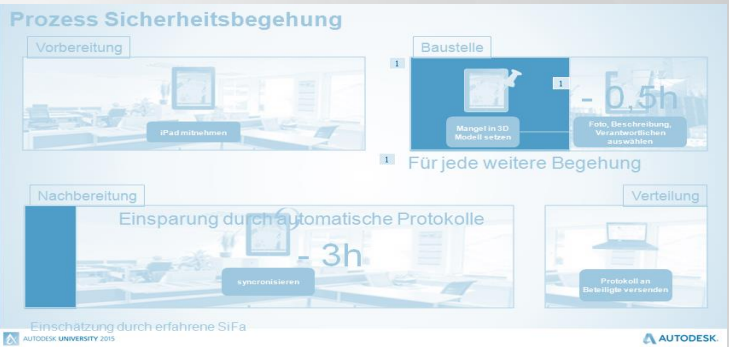 Prozess Sicherheitsbegehung
Vorbereitung
iPad mitnehmen
Baustelle
1
1
- 0,5h
Mangel in 3D
Modell setzen
Foto, Beschreibung,
Verantwortlichen
auswählen
1
Für jede weitere Begehung
Nachbereitung
Einsparung durch automatische Protokolle
- 3h
syncronisieren
Verteilung
Protokoll an
Beteiligte versenden
Einschätzung durch erfahrene SiFa
AUTODESK UNIVERSITY 2015
AUTODESK.